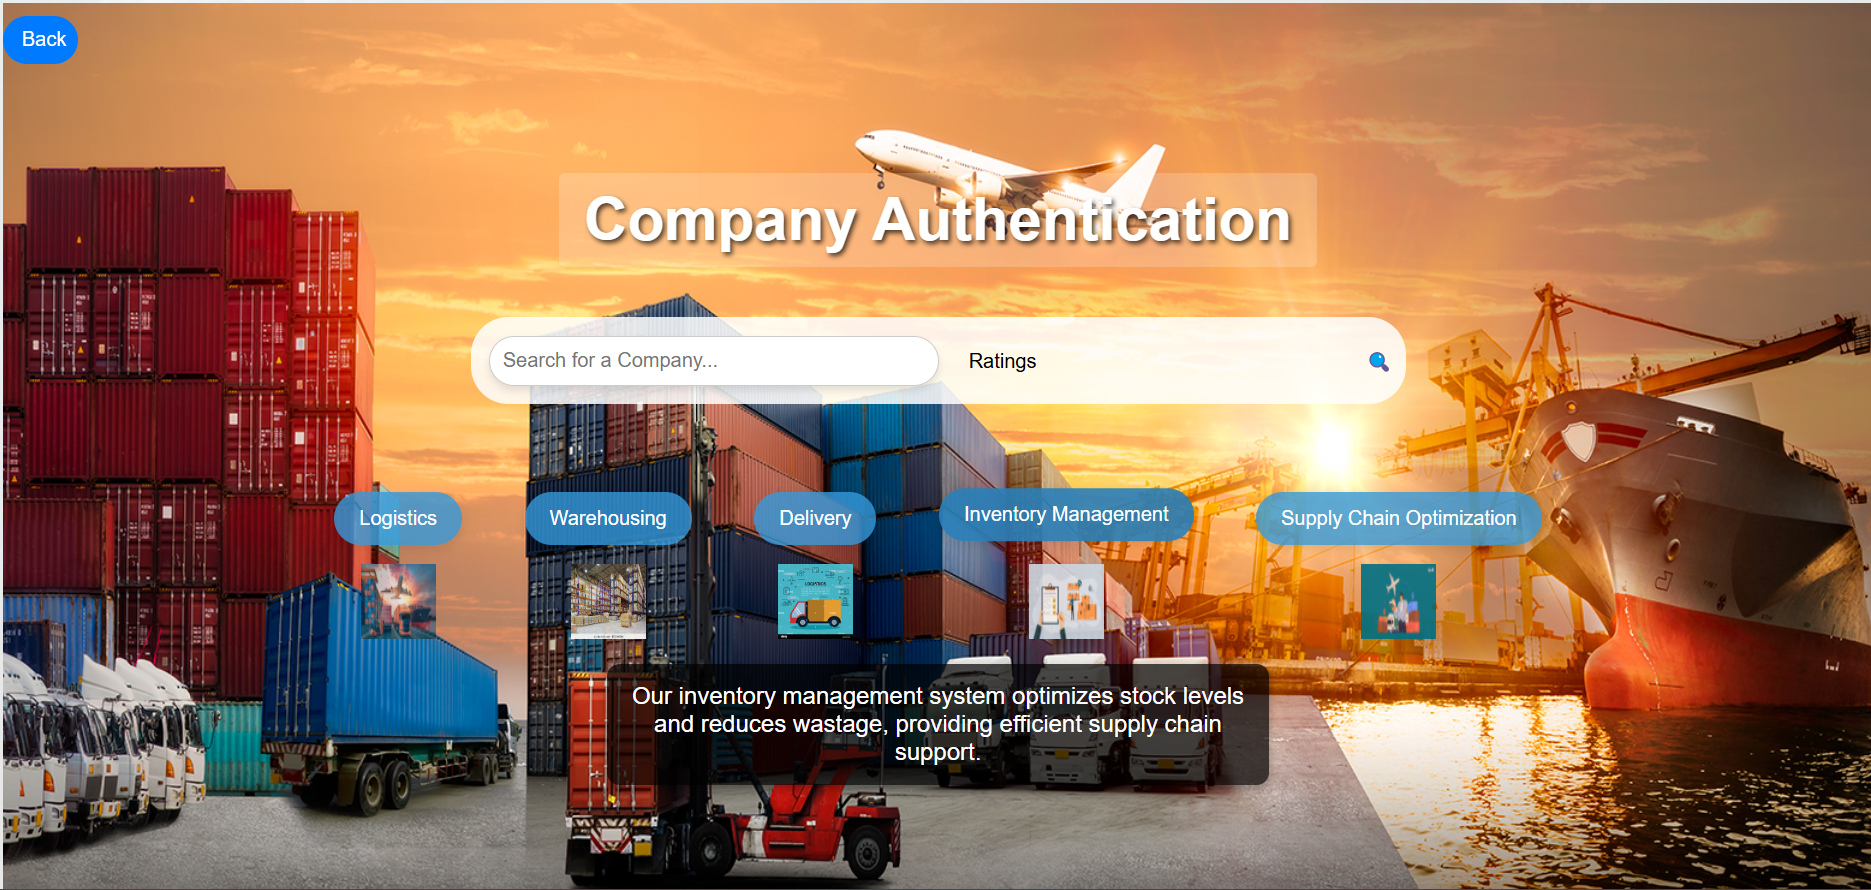 Back
Company Authentication
Search for a Company...
Ratings
Logistics
Warehousing
Delivery
Inventory Management
Supply Chain Optimization
LOGISTICS
Our inventory management system optimizes stock levels
and reduces wastage, providing efficient supply chain
support.